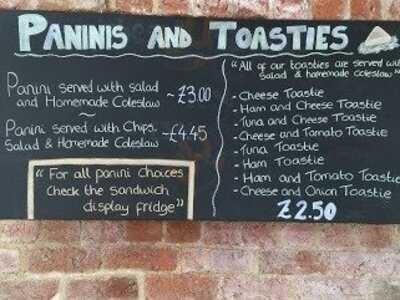 PANINIS AND TOASTIES
Panini served with salad
and Homemade Coleslaw ~ £3.00
~
Panini served with Chips,
Salad & Homemade Coleslaw ~£4.45
"For all panini choices
check the sandwich
display fridge"
"All of our toasties are served with
Salad & homemade coleslaw"
- Cheese Toastie
- Ham and Cheese Toastie
- Tuna and Cheese Toastie
- Cheese and Tomato Toastie
- Tuna Toastie
- Ham Toastie
- Ham and Tomato Toastie
- Cheese and Onion Toastie
£2.50